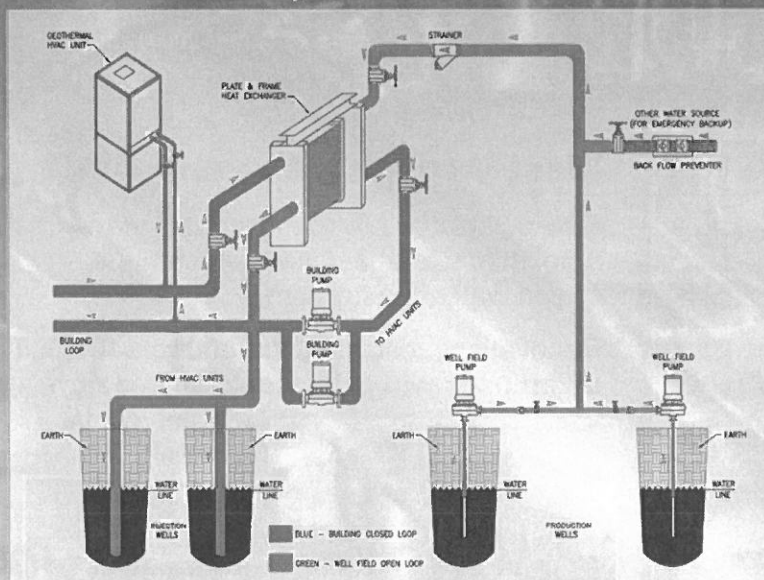 GEOTHERMAL
HVAC UNIT
STRAINER
PLATE & FRAME
HEAT EXCHANGER
OTHER WATER SOURCE
(FOR EMERGENCY BACKUP)
BACK FLOW PREVENTER
BUILDING
PUMP
TO HVAC UNITS
BUILDING
LOOP
BUILDING
PUMP
WELL FIELD
PUMP
WELL FIELD
PUMP
FROM HVAC UNITS
EARTH
EARTH
EARTH
EARTH
WATER
LINE
WATER
LINE
WATER
LINE
WATER
LINE
INJECTION
WELLS
PRODUCTION
WELLS
BLUE - BUILDING CLOSED LOOP
GREEN - WELL FIELD OPEN LOOP